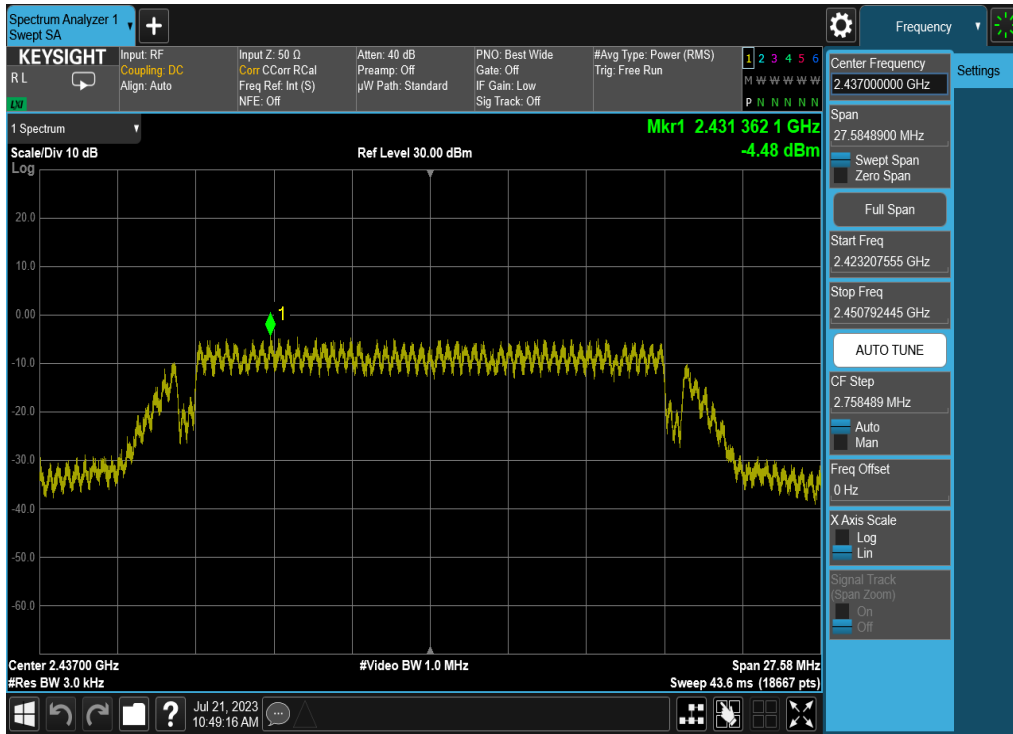 Spectrum Analyzer 1
Swept SA
+
Frequency
KEYSIGHT
R L
LXI
Input: RF
Coupling: DC
Align: Auto
Input Z: 50 Ω
Corr CCorr RCal
Freq Ref: Int (S)
NFE: Off
Atten: 40 dB
Preamp: Off
µW Path: Standard
PNO: Best Wide
Gate: Off
IF Gain: Low
Sig Track: Off
#Avg Type: Power (RMS)
Trig: Free Run
1 2 3 4 5 6
M W W W W W
P N N N N N
1 Spectrum
Scale/Div 10 dB
Log
Ref Level 30.00 dBm
Mkr1 2.431 362 1 GHz
-4.48 dBm
20.0
10.0
0.00
-10.0
-20.0
-30.0
-40.0
-50.0
-60.0
1
Center 2.43700 GHz
#Res BW 3.0 kHz
#Video BW 1.0 MHz
Span 27.58 MHz
Sweep 43.6 ms (18667 pts)
Center Frequency
2.437000000 GHz
Settings
Span
27.5848900 MHz
Swept Span
Zero Span
Full Span
Start Freq
2.423207555 GHz
Stop Freq
2.450792445 GHz
AUTO TUNE
CF Step
2.758489 MHz
Auto
Man
Freq Offset
0 Hz
X Axis Scale
Log
Lin
Signal Track
(Span Zoom)
On
Off
?
Jul 21, 2023
10:49:16 AM